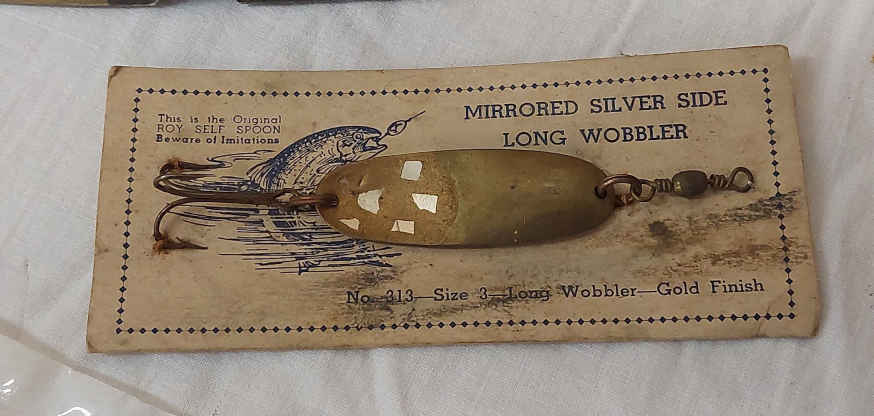 This is the Original
ROY SELF SPOON
Beware of Imitations
MIRRORED SILVER SIDE
LONG WOBBLER
No. 313—Size 3—Long Wobbler—Gold Finish